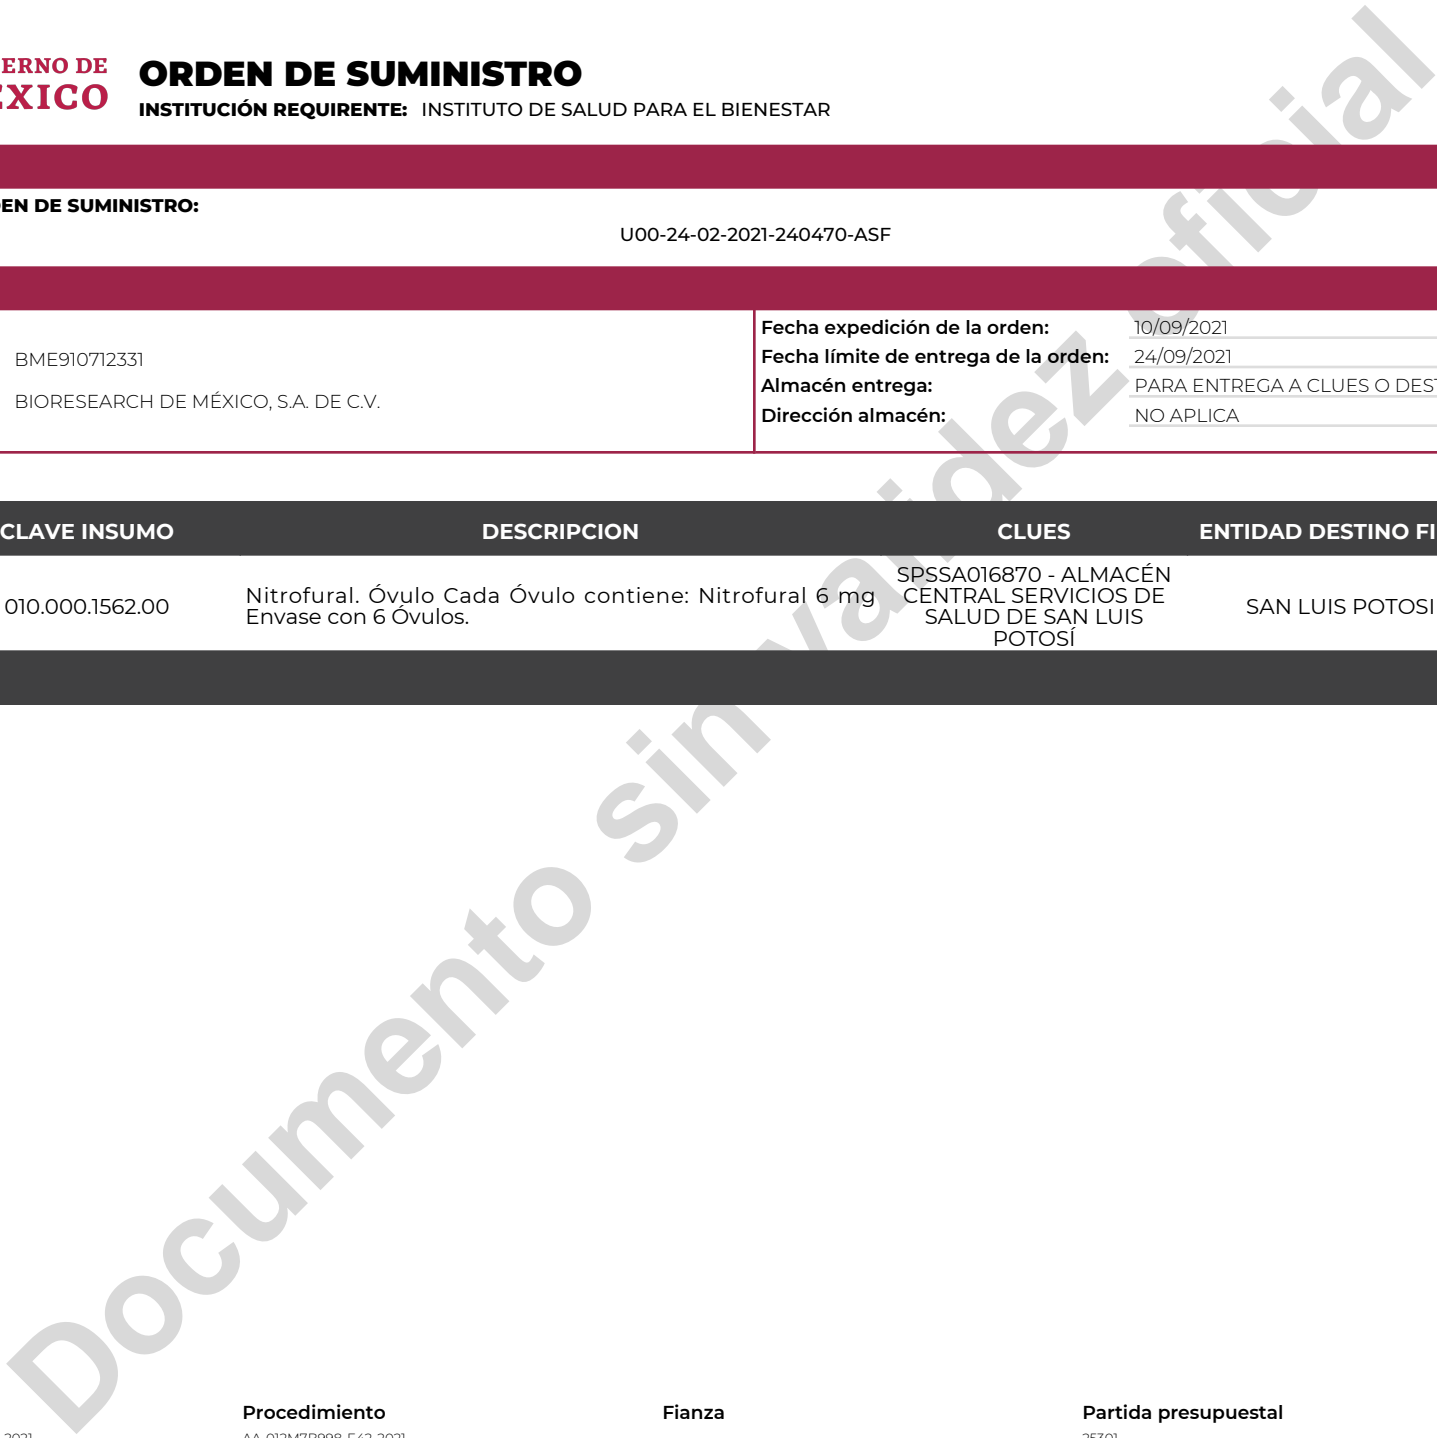 ERNO DE
ÉXICO
ORDEN DE SUMINISTRO
INSTITUCIÓN REQUIRENTE: INSTITUTO DE SALUD PARA EL BIENESTAR
EN DE SUMINISTRO:
U00-24-02-2021-240470-ASF
BME910712331
BIORESEARCH DE MÉXICO, S.A. DE C.V.
Fecha expedición de la orden: 10/09/2021
Fecha límite de entrega de la orden: 24/09/2021
Almacén entrega: PARA ENTREGA A CLUES O DEST
Dirección almacén: NO APLICA
CLAVE INSUMO DESCRIPCION CLUES ENTIDAD DESTINO FI
010.000.1562.00
Nitrofural. Óvulo Cada Óvulo contiene: Nitrofural 6 mg
Envase con 6 Óvulos.
SPSSA016870 - ALMACÉN
CENTRAL SERVICIOS DE
SALUD DE SAN LUIS
POTOSÍ
SAN LUIS POTOSI
Documento sin validez oficial
Procedimiento Fianza Partida presupuestal